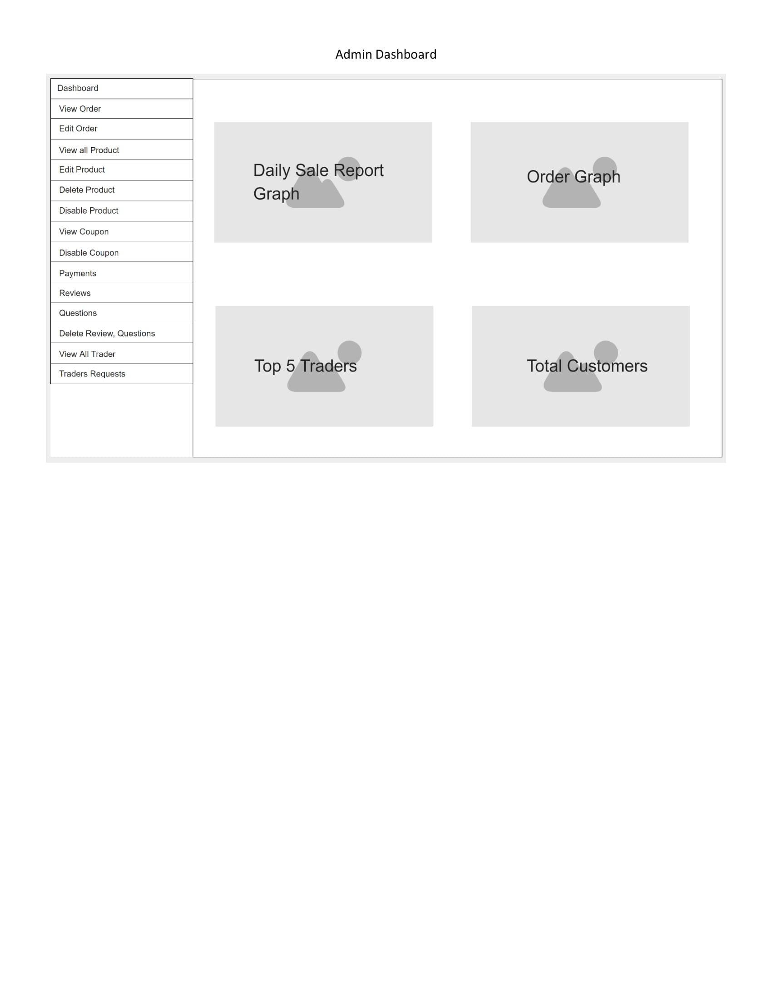 Admin Dashboard
Dashboard
View Order
Edit Order
View all Product
Edit Product
Delete Product
Disable Product
View Coupon
Disable Coupon
Payments
Reviews
Questions
Delete Review, Questions
View All Trader
Traders Requests
Daily Sale Report
Graph
Order Graph
Top 5 Traders
Total Customers